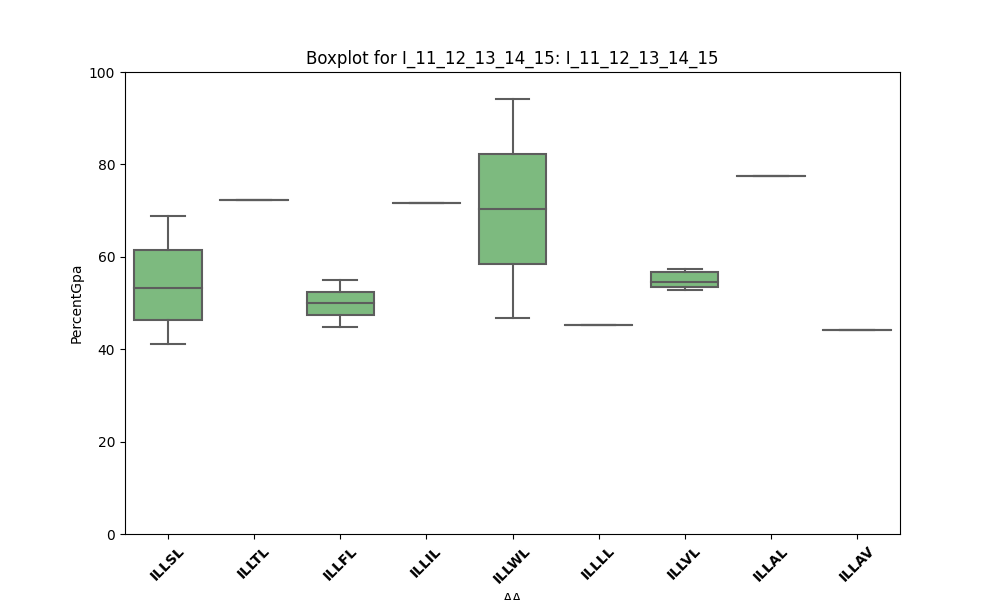 Boxplot for I_11_12_13_14_15: I_11_12_13_14_15
100
80
60
40
20
0
PercentGpa
ILLSL
ILLTL
ILLFL
ILLIL
ILLWL
ILLLL
ILLVL
ILLAL
ILLAV
AA